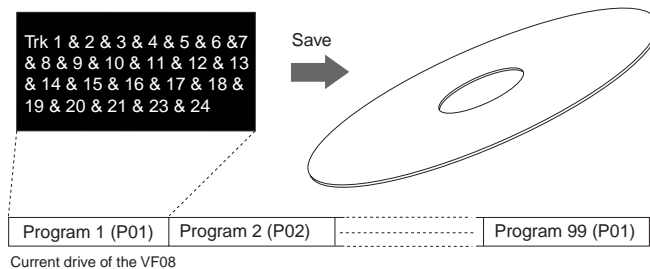 Trk 1 & 2 & 3 & 4 & 5 & 6 &7
& 8 & 9 & 10 & 11 & 12 & 13
& 14 & 15 & 16 & 17 & 18 &
19 & 20 & 21 & 23 & 24
Save
Program 1 (P01) Program 2 (P02) Program 99 (P01)
Current drive of the VF08